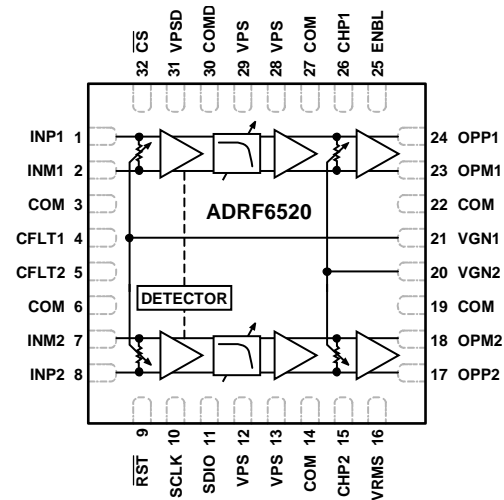 32 CS
31 VPSD
30 COMD
29 VPS
28 VPS
27 COM
26 CHP1
25 ENBL
INP1 1
INM1 2
COM 3
CFLT1 4
CFLT2 5
COM 6
INM2 7
INP2 8
ADRF6520
DETECTOR
24 OPP1
23 OPM1
22 COM
21 VGN1
20 VGN2
19 COM
18 OPM2
17 OPP2
RST 9
SCLK 10
SDIO 11
VPS 12
VPS 13
COM 14
CHP2 15
VRMS 16